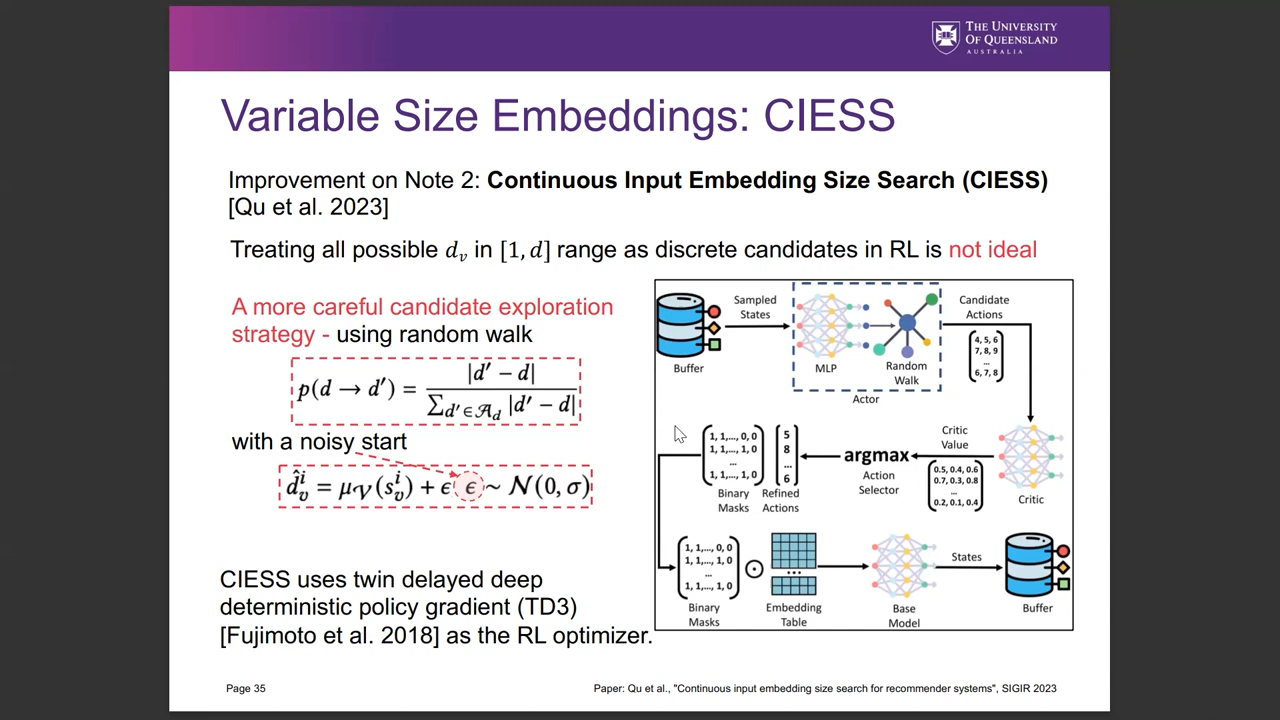 THE UNIVERSITY
OF QUEENSLAND
AUSTRALIA
Variable Size Embeddings: CIESS
Improvement on Note 2: Continuous Input Embedding Size Search (CIESS)
[Qu et al. 2023]
Treating all possible dᵥ in [1, d] range as discrete candidates in RL is not ideal
A more careful candidate exploration
strategy - using random walk
p(d → d′) = |d′ − d| / ∑_{d′∈𝒜_d} |d′ − d|
with a noisy start
d̂ᵥⁱ = μ_𝒱(sᵥⁱ) + ϵ ϵ ∼ 𝒩(0, σ)
CIESS uses twin delayed deep
deterministic policy gradient (TD3)
[Fujimoto et al. 2018] as the RL optimizer.
Buffer
Sampled
States
MLP
Random
Walk
Actor
Candidate
Actions
4, 5, 6
7, 8, 9
...
6, 7, 8
Critic
Critic
Value
0.5, 0.4, 0.6
0.7, 0.3, 0.8
...
0.2, 0.1, 0.4
argmax
Action
Selector
5
8
...
6
Refined
Actions
1, 1,..., 0, 0
1, 1,..., 1, 0
...
1, 1,..., 1, 0
Binary
Masks
1, 1,..., 0, 0
1, 1,..., 1, 0
...
1, 1,..., 1, 0
Binary
Masks
...
Embedding
Table
Base
Model
States
Buffer
Page 35
Paper: Qu et al., "Continuous input embedding size search for recommender systems", SIGIR 2023